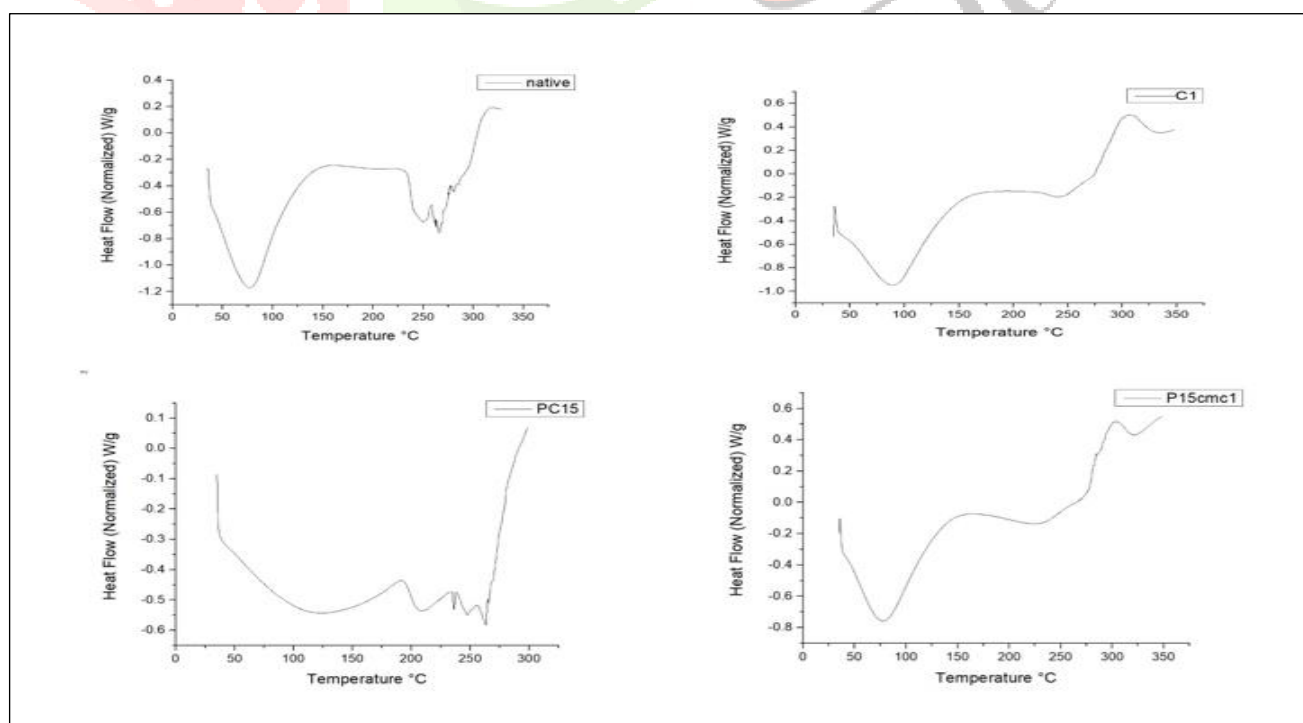 native
Heat Flow (Normalized) W/g
0.4
0.2
0.0
-0.2
-0.4
-0.6
-0.8
-1.0
-1.2
0 50 100 150 200 250 300 350
Temperature °C
C1
Heat Flow (Normalized) W/g
0.6
0.4
0.2
0.0
-0.2
-0.4
-0.6
-0.8
-1.0
0 50 100 150 200 250 300 350
Temperature °C
PC15
Heat Flow (Normalized) W/g
0.1
0.0
-0.1
-0.2
-0.3
-0.4
-0.5
-0.6
0 50 100 150 200 250 300
Temperature °C
P15cmc1
Heat Flow (Normalized) W/g
0.6
0.4
0.2
0.0
-0.2
-0.4
-0.6
-0.8
0 50 100 150 200 250 300 350
Temperature °C